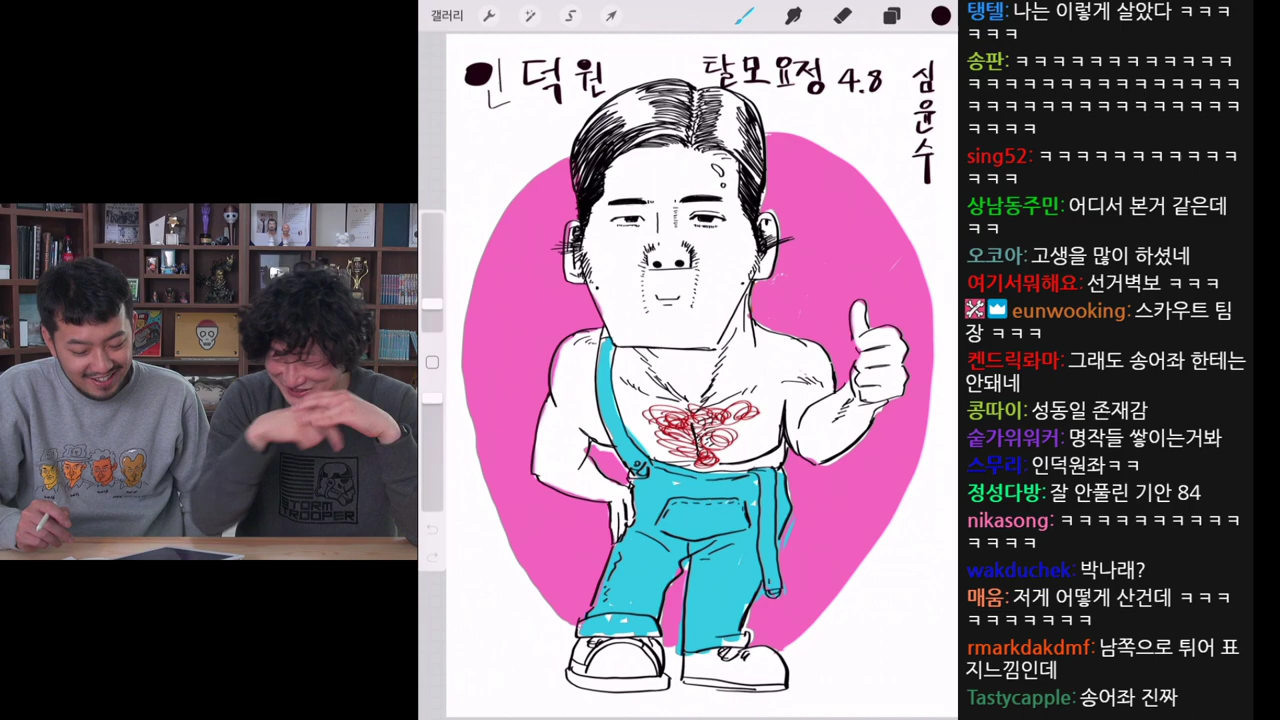 갤러리
인덕원
탈모요정 4.8
심윤수
STORM
TROOPER
탱텔: 나는 이렇게 살았다 ㅋㅋㅋ
ㅋㅋㅋ
송판: ㅋㅋㅋㅋㅋㅋㅋㅋㅋㅋㅋㅋ
ㅋㅋㅋㅋㅋㅋㅋㅋㅋㅋㅋㅋㅋㅋㅋ
ㅋㅋㅋㅋㅋㅋㅋㅋㅋㅋㅋㅋㅋㅋㅋ
ㅋㅋㅋㅋ
sing52: ㅋㅋㅋㅋㅋㅋㅋㅋㅋㅋㅋ
ㅋㅋㅋ
상남동주민: 어디서 본거 같은데
ㅋㅋ
오코아: 고생을 많이 하셨네
여기서뭐해요: 선거벽보 ㅋㅋㅋ
eunwooking: 스카우트 팀
장 ㅋㅋㅋ
켄드릭롸마: 그래도 송어좌 한테는
안돼네
콩따이: 성동일 존재감
숱가위워커: 명작들 쌓이는거봐
스무리: 인덕원좌ㅋㅋ
정성다방: 잘 안풀린 기안 84
nikasong: ㅋㅋㅋㅋㅋㅋㅋㅋㅋㅋ
ㅋㅋㅋㅋ
wakduchek: 박나래?
매움: 저게 어떻게 산건데 ㅋㅋㅋ
ㅋㅋㅋㅋㅋㅋㅋ
rmarkdakdmf: 남쪽으로 튀어 표
지느낌인데
Tastycapple: 송어좌 진짜